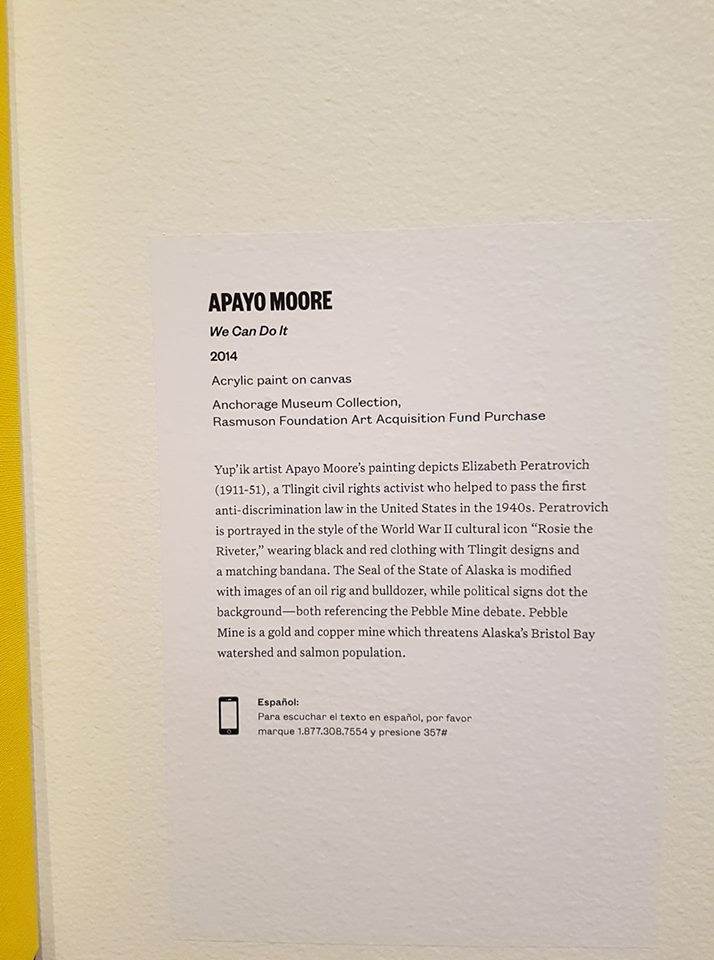 APAYO MOORE
We Can Do It
2014
Acrylic paint on canvas
Anchorage Museum Collection,
Rasmuson Foundation Art Acquisition Fund Purchase
Yup’ik artist Apayo Moore’s painting depicts Elizabeth Peratrovich
(1911-51), a Tlingit civil rights activist who helped to pass the first
anti-discrimination law in the United States in the 1940s. Peratrovich
is portrayed in the style of the World War II cultural icon “Rosie the
Riveter,” wearing black and red clothing with Tlingit designs and
a matching bandana. The Seal of the State of Alaska is modified
with images of an oil rig and bulldozer, while political signs dot the
background—both referencing the Pebble Mine debate. Pebble
Mine is a gold and copper mine which threatens Alaska’s Bristol Bay
watershed and salmon population.
Español:
Para escuchar el texto en español, por favor
marque 1.877.308.7554 y presione 357#